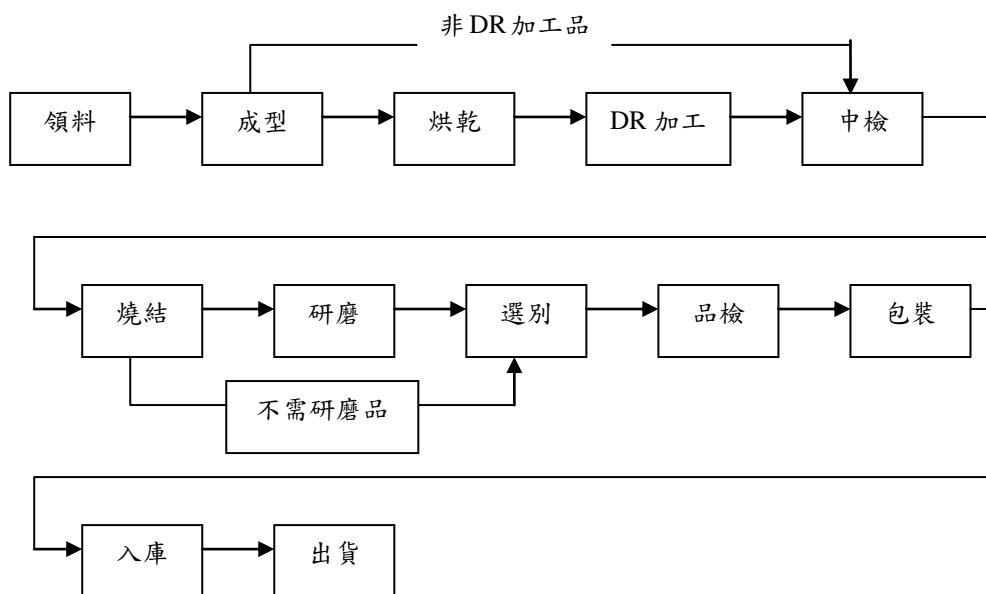 非DR加工品
領料
成型
烘乾
DR 加工
中檢
燒結
研磨
選別
品檢
包裝
不需研磨品
入庫
出貨